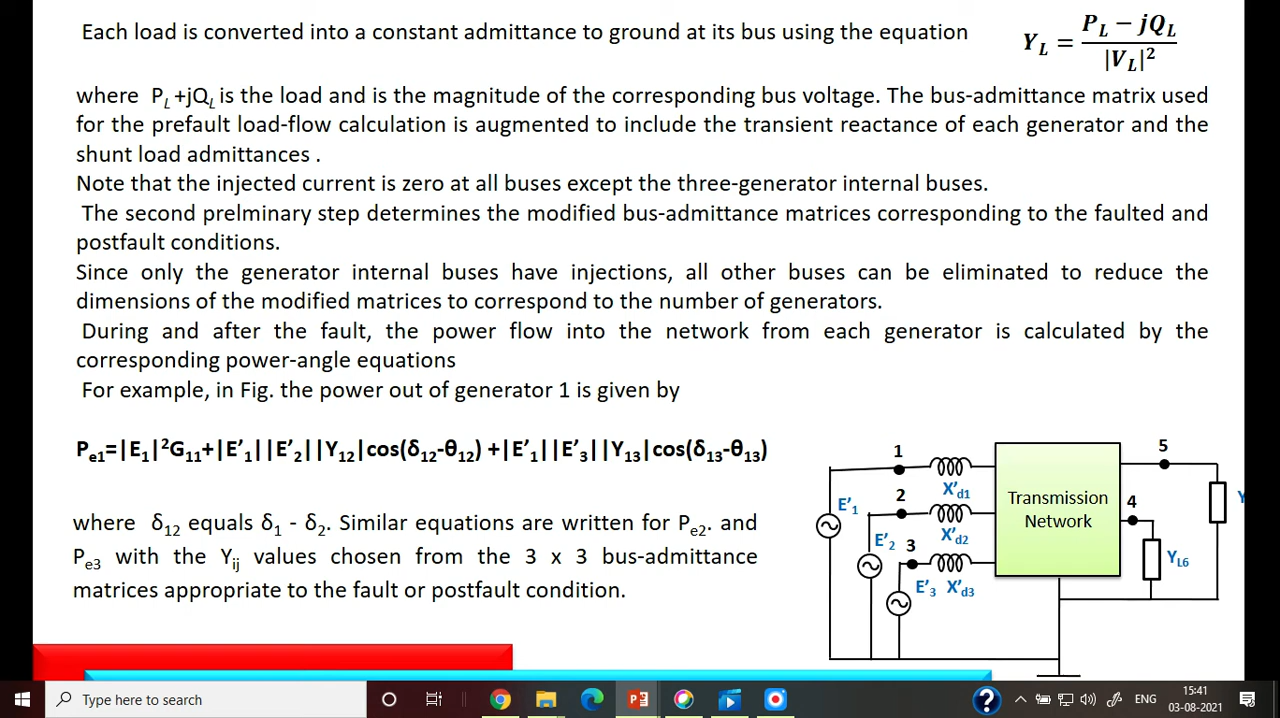 Each load is converted into a constant admittance to ground at its bus using the equation
Y_L = (P_L − jQ_L) / |V_L|²
where P_L +jQ_L is the load and is the magnitude of the corresponding bus voltage. The bus-admittance matrix used
for the prefault load-flow calculation is augmented to include the transient reactance of each generator and the
shunt load admittances .
Note that the injected current is zero at all buses except the three-generator internal buses.
The second prelminary step determines the modified bus-admittance matrices corresponding to the faulted and
postfault conditions.
Since only the generator internal buses have injections, all other buses can be eliminated to reduce the
dimensions of the modified matrices to correspond to the number of generators.
During and after the fault, the power flow into the network from each generator is calculated by the
corresponding power-angle equations
For example, in Fig. the power out of generator 1 is given by
P_e1=|E_1|²G_11+|E’_1||E’_2||Y_12|cos(δ_12-θ_12) +|E’_1||E’_3||Y_13|cos(δ_13-θ_13)
where δ_12 equals δ_1 - δ_2. Similar equations are written for P_e2. and
P_e3 with the Y_ij values chosen from the 3 x 3 bus-admittance
matrices appropriate to the fault or postfault condition.
1
X’_d1
E’_1
2
X’_d2
E’_2
3
E’_3 X’_d3
Transmission
Network
5
Y
4
Y_L6
Type here to search
ENG
15:41
03-08-2021